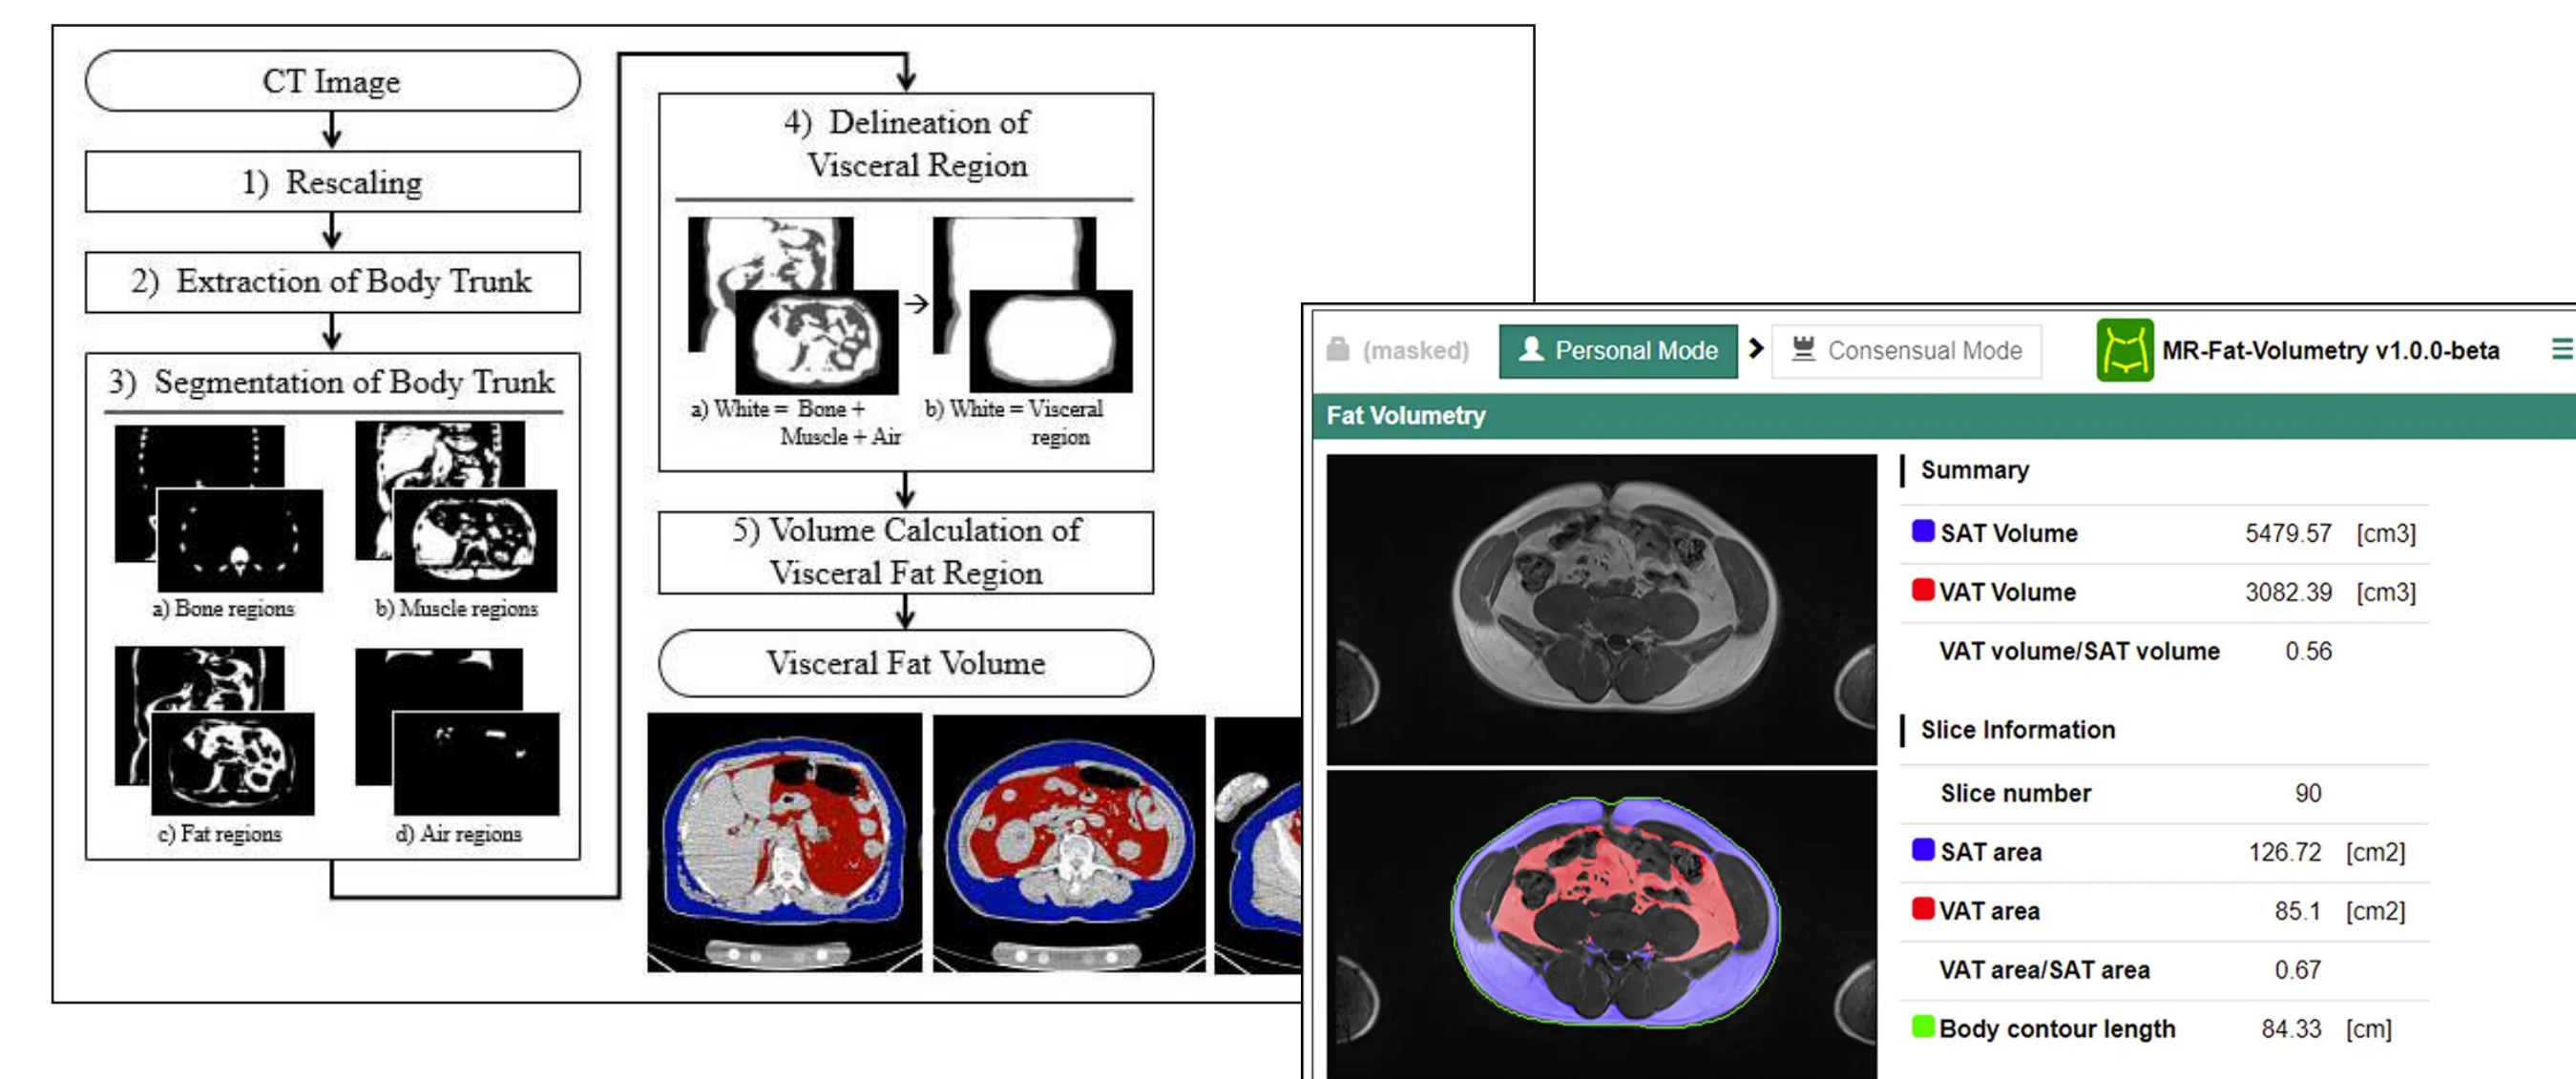 CT Image
1) Rescaling
2) Extraction of Body Trunk
3) Segmentation of Body Trunk
a) Bone regions
b) Muscle regions
c) Fat regions
d) Air regions
4) Delineation of
Visceral Region
a) White = Bone +
Muscle + Air
b) White = Visceral
region
5) Volume Calculation of
Visceral Fat Region
Visceral Fat Volume
(masked)
Personal Mode
Consensual Mode
MR-Fat-Volumetry v1.0.0-beta
Fat Volumetry
Summary
SAT Volume 5479.57 [cm3]
VAT Volume 3082.39 [cm3]
VAT volume/SAT volume 0.56
Slice Information
Slice number 90
SAT area 126.72 [cm2]
VAT area 85.1 [cm2]
VAT area/SAT area 0.67
Body contour length 84.33 [cm]